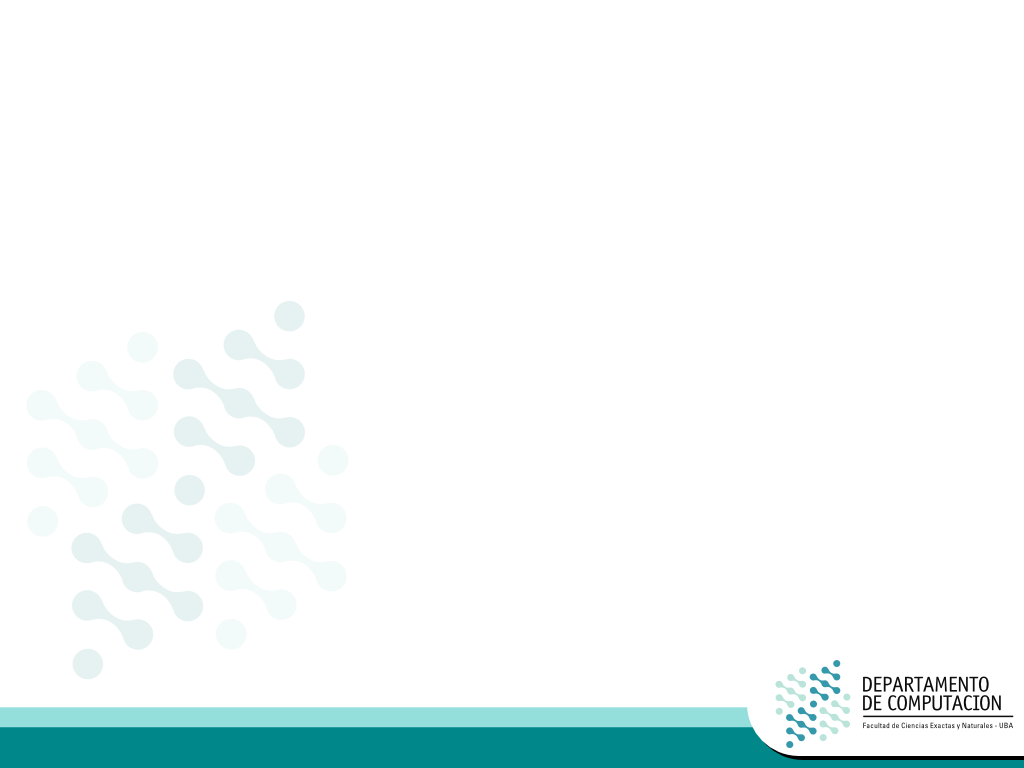 DEPARTAMENTO
DE COMPUTACION
Facultad de Ciencias Exactas y Naturales - UBA